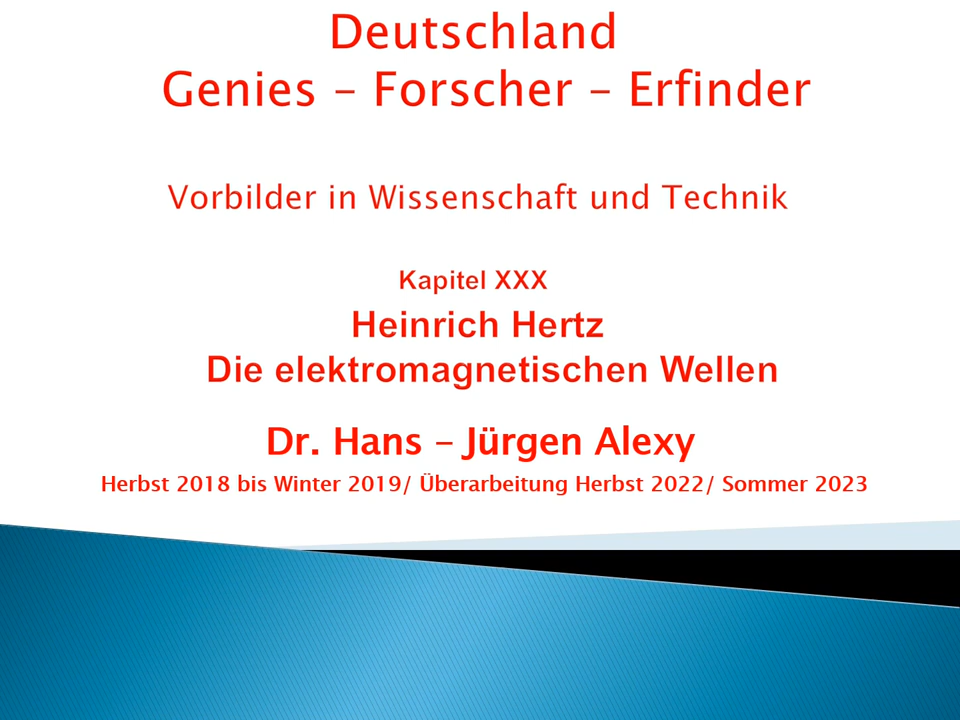 Deutschland
Genies – Forscher – Erfinder
Vorbilder in Wissenschaft und Technik
Kapitel XXX
Heinrich Hertz
Die elektromagnetischen Wellen
Dr. Hans – Jürgen Alexy
Herbst 2018 bis Winter 2019/ Überarbeitung Herbst 2022/ Sommer 2023